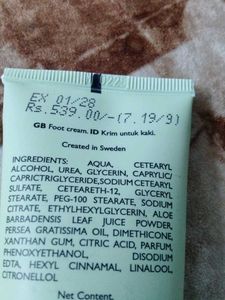 EX 01/28
Rs.539.00/-(7.19/g)
GB Foot cream. ID Krim untuk kaki.
Created in Sweden
INGREDIENTS: AQUA, CETEARYL
ALCOHOL, UREA, GLYCERIN, CAPRYLIC/
CAPRICTRIGLYCERIDE, SODIUM CETEARYL
SULFATE, CETEARETH-12, GLYCERYL
STEARATE, PEG-100 STEARATE, SODIUM
CITRATE, ETHYLHEXYLGLYCERIN, ALOE
BARBADENSIS LEAF JUICE POWDER,
PERSEA GRATISSIMA OIL, DIMETHICONE,
XANTHAN GUM, CITRIC ACID, PARFUM,
PHENOXYETHANOL, DISODIUM
EDTA, HEXYL CINNAMAL, LINALOOL,
CITRONELLOL
Net Content.